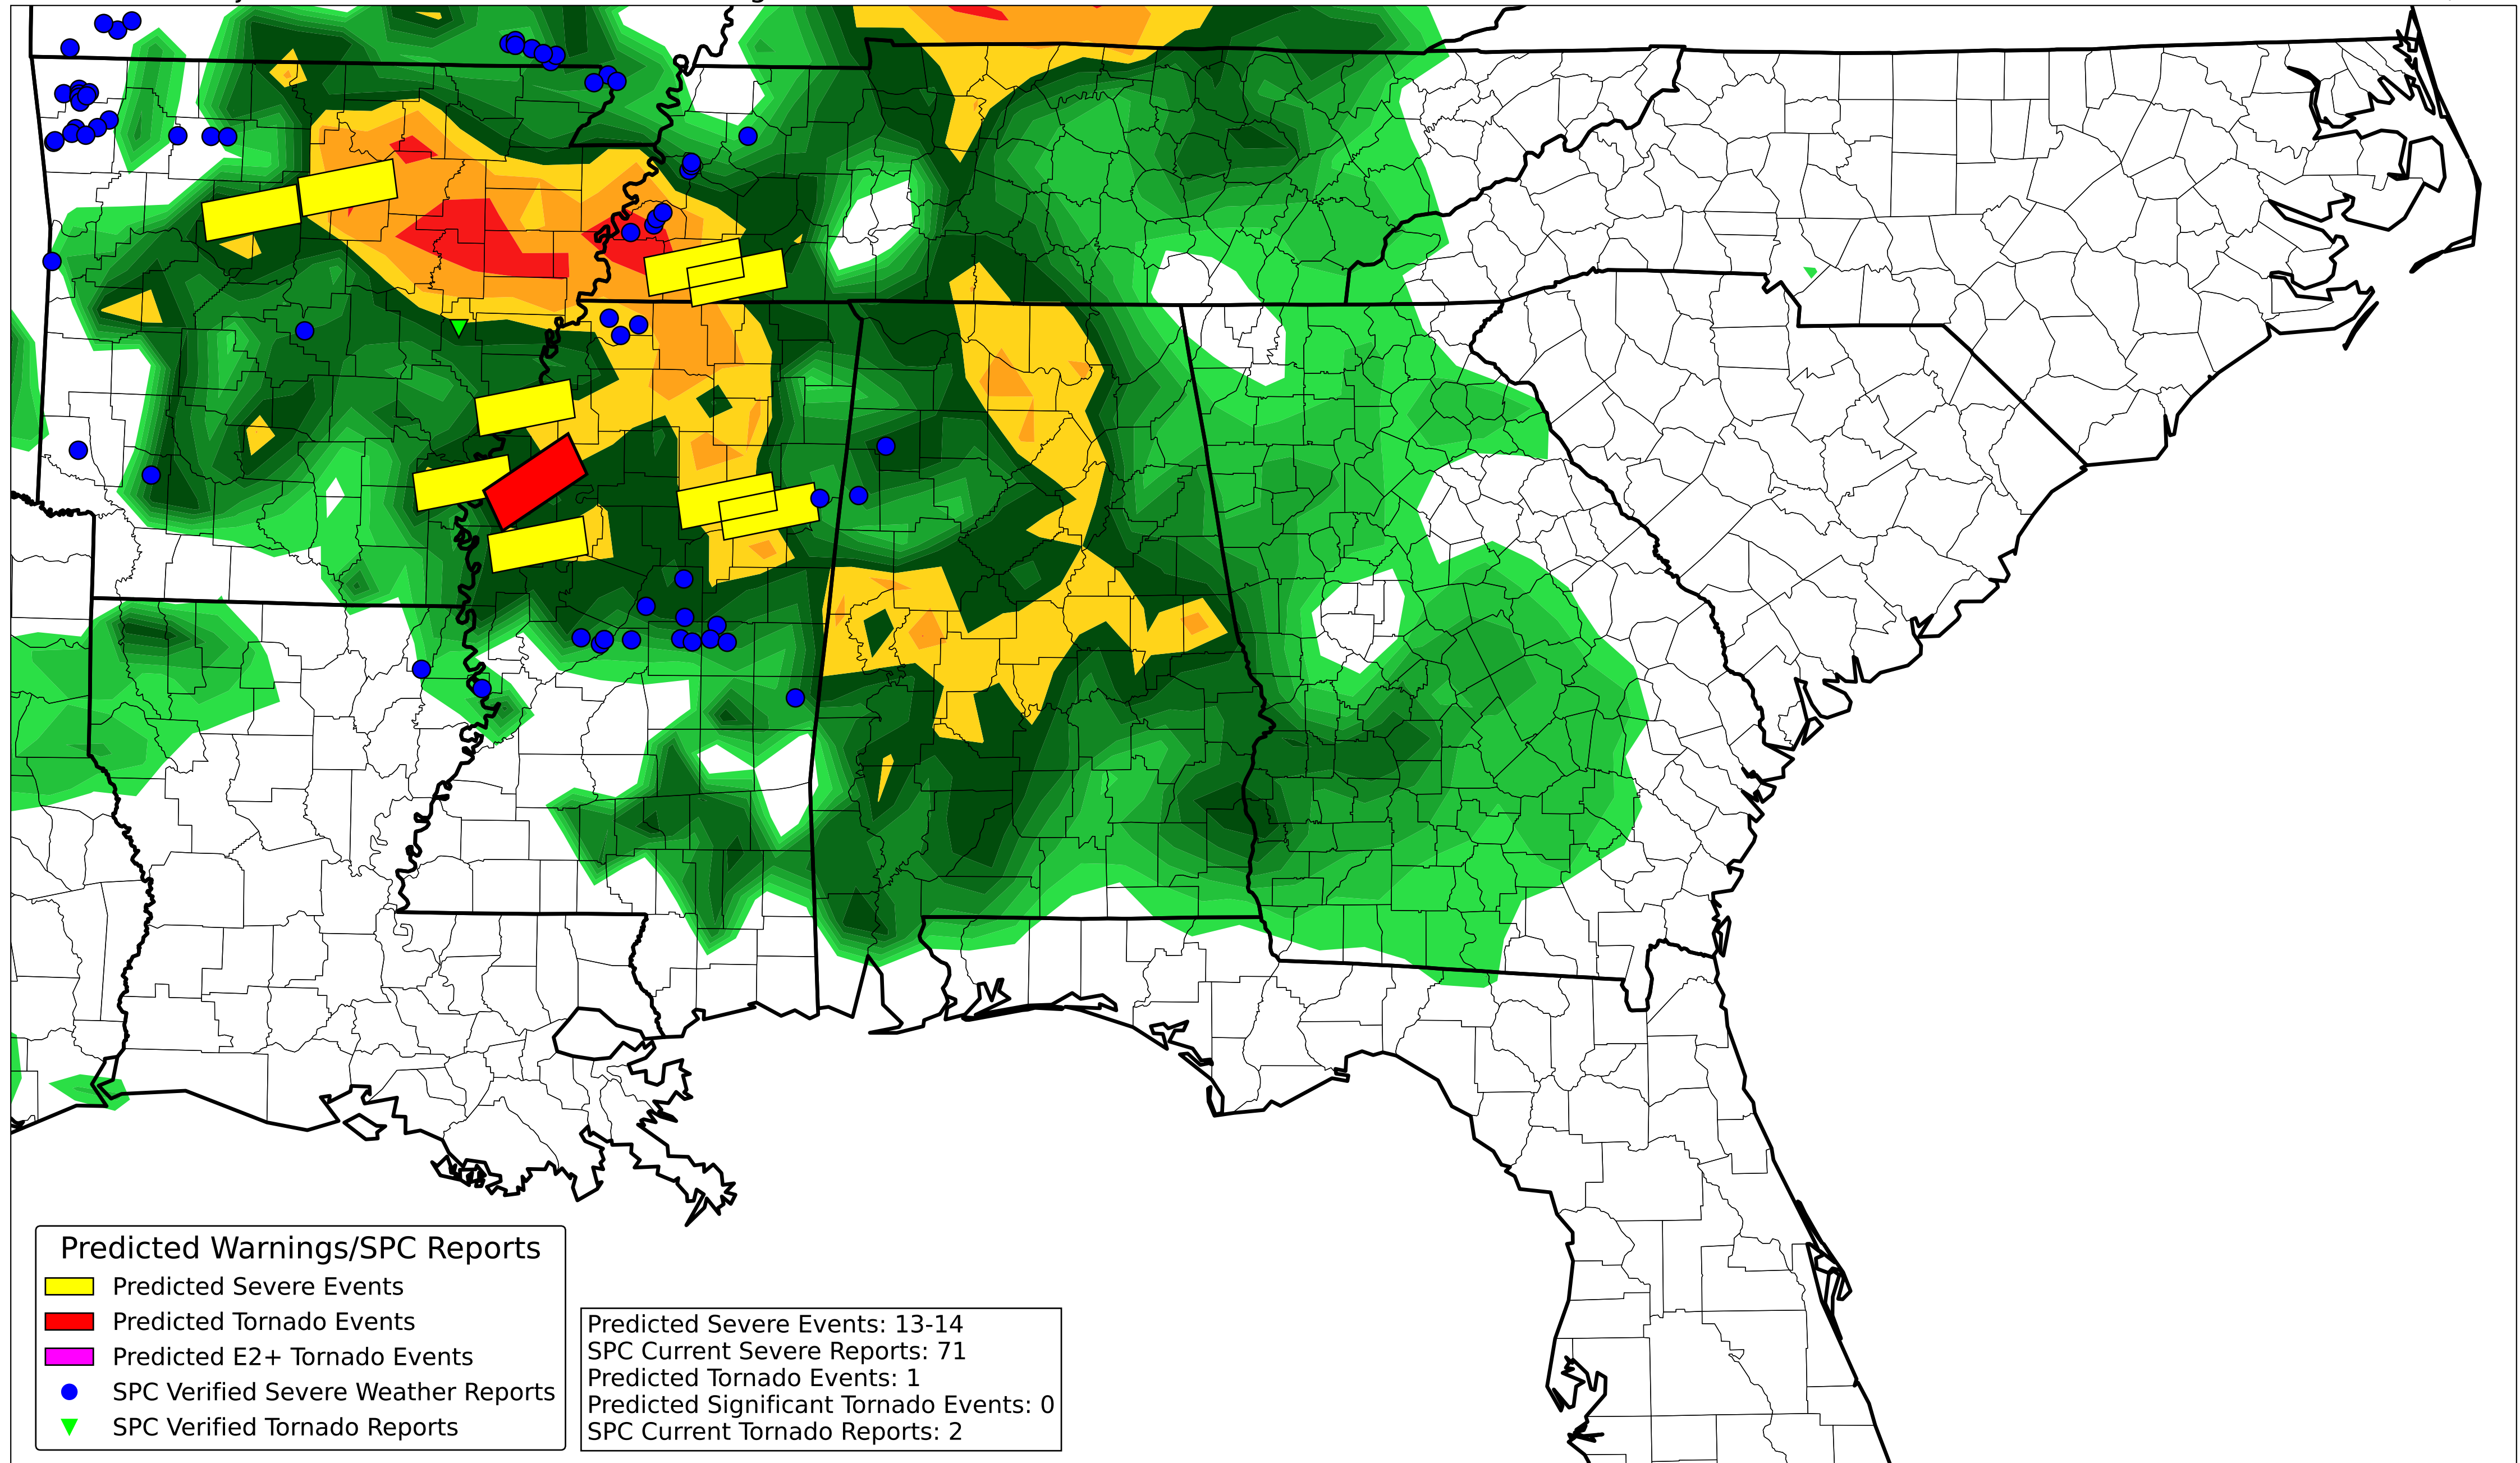 Predicted Warnings/SPC Reports
Predicted Severe Events
Predicted Tornado Events
Predicted E2+ Tornado Events
SPC Verified Severe Weather Reports
SPC Verified Tornado Reports
Predicted Severe Events: 13-14
SPC Current Severe Reports: 71
Predicted Tornado Events: 1
Predicted Significant Tornado Events: 0
SPC Current Tornado Reports: 2